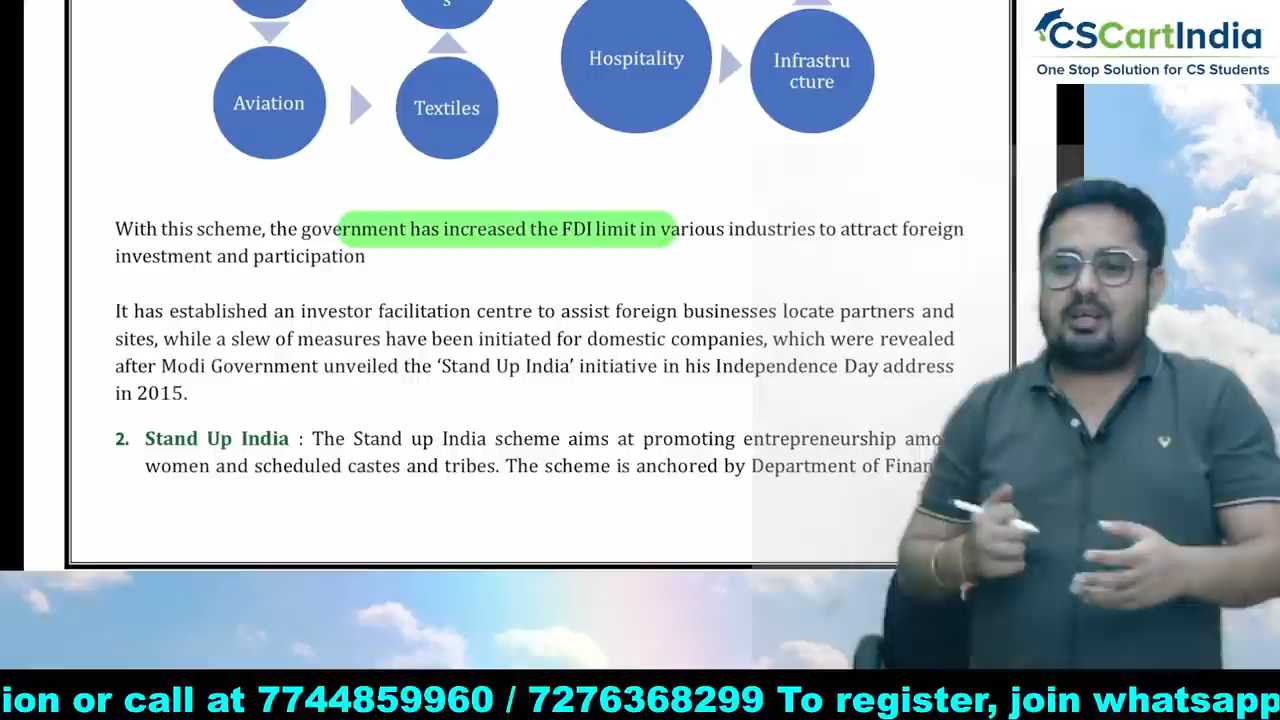 s
CSCartIndia
One Stop Solution for CS Students
Aviation
Textiles
Hospitality
Infrastru
cture
With this scheme, the government has increased the FDI limit in various industries to attract foreign
investment and participation
It has established an investor facilitation centre to assist foreign businesses locate partners and
sites, while a slew of measures have been initiated for domestic companies, which were revealed
after Modi Government unveiled the ‘Stand Up India’ initiative in his Independence Day address
in 2015.
2. Stand Up India : The Stand up India scheme aims at promoting entrepreneurship amo
women and scheduled castes and tribes. The scheme is anchored by Department of Finan
ion or call at 7744859960 / 7276368299 To register, join whatsapp